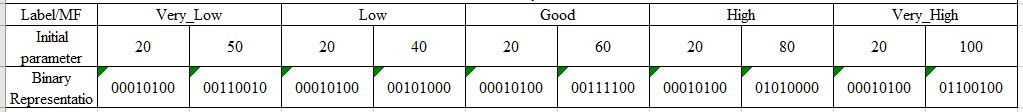 Label/MF Very_Low Low Good High Very_High
Initial parameter 20 50 20 40 20 60 20 80 20 100
Binary Representatio 00010100 00110010 00010100 00101000 00010100 00111100 00010100 01010000 00010100 01100100